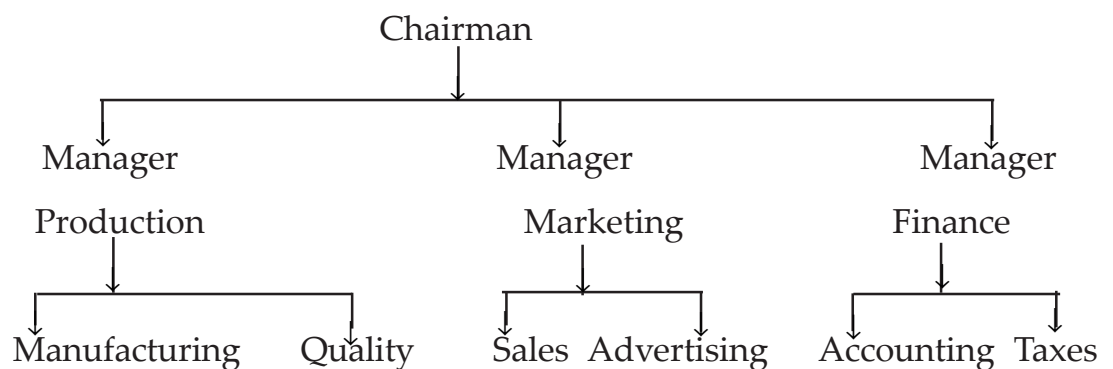 Chairman
Manager Manager Manager
Production Marketing Finance
Manufacturing Quality Sales Advertising Accounting Taxes